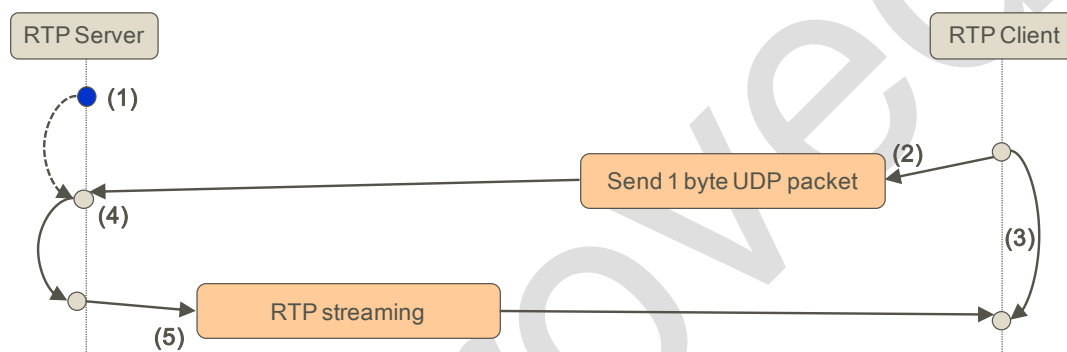 RTP Server
RTP Client
(1)
(2)
Send 1 byte UDP packet
(4)
(3)
RTP streaming
(5)